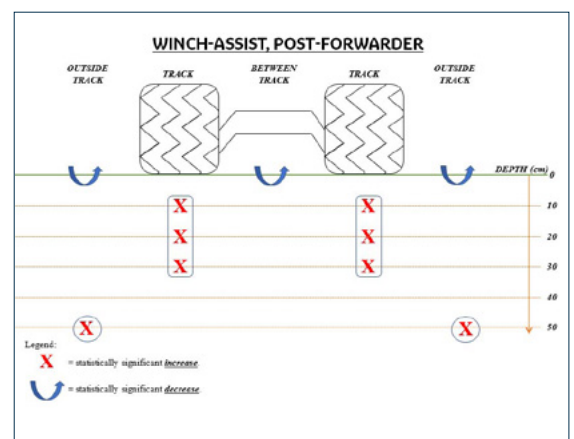 WINCH-ASSIST, POST-FORWARDER
OUTSIDE TRACK
TRACK
BETWEEN TRACK
TRACK
OUTSIDE TRACK
DEPTH (cm) 0
X X 10
X X 20
X X 30
40
X X 50
Legend:
X = statistically significant increase.
= statistically significant decrease.